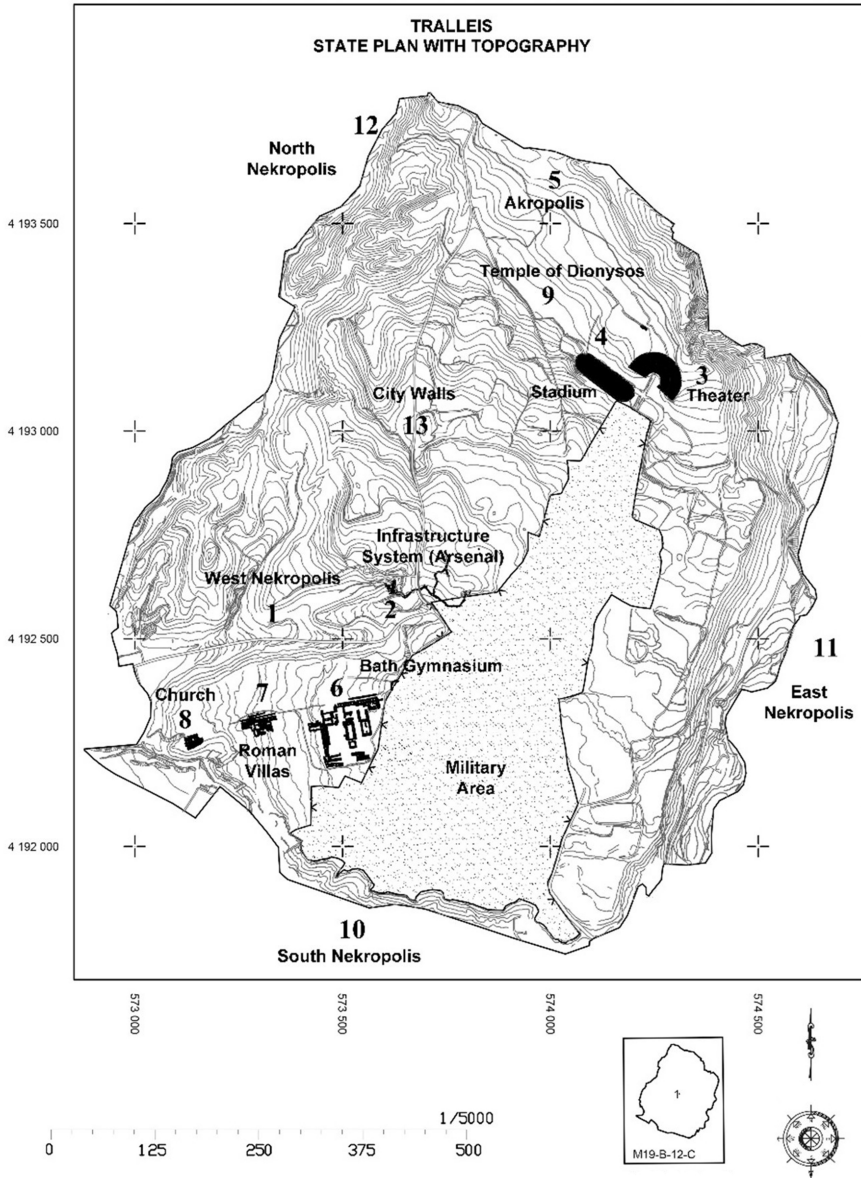 TRALLEIS
STATE PLAN WITH TOPOGRAPHY
12
North
Nekropolis
5
Akropolis
4 193 500
Temple of Dionysos
9
4
Stadium
3
Theater
City Walls
13
4 193 000
Infrastructure
System (Arsenal)
West Nekropolis
1
2
4 192 500
Bath Gymnasium
11
East
Nekropolis
Church
8
7
6
Roman
Villas
Military
Area
4 192 000
10
South Nekropolis
573 000
573 500
574 000
574 500
1/5000
0
125
250
375
500
1
M19-B-12-C